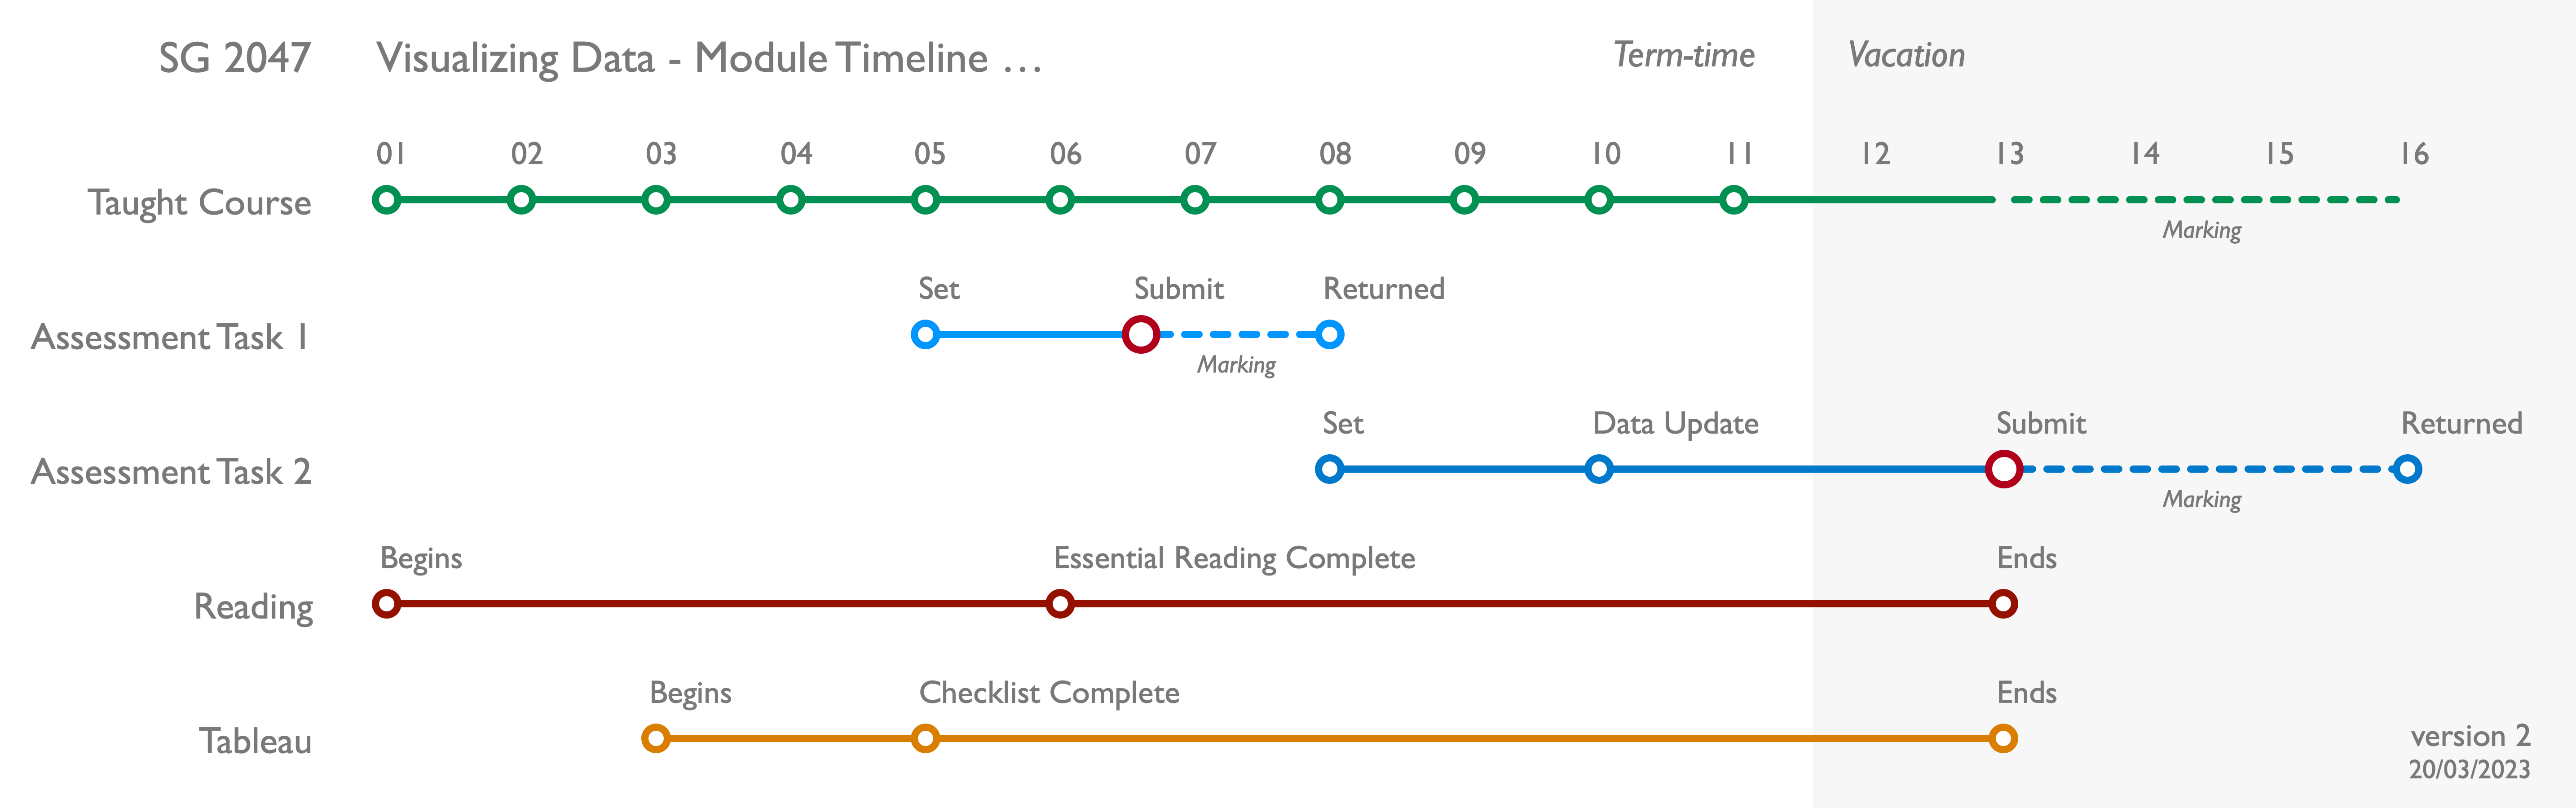 SG 2047 Visualizing Data - Module Timeline … Term-time Vacation
01 02 03 04 05 06 07 08 09 10 11 12 13 14 15 16
Taught Course
Marking
Set Submit Returned
Assessment Task 1
Marking
Set Data Update Submit Returned
Assessment Task 2
Marking
Begins Essential Reading Complete Ends
Reading
Begins Checklist Complete Ends
Tableau
version 2
20/03/2023